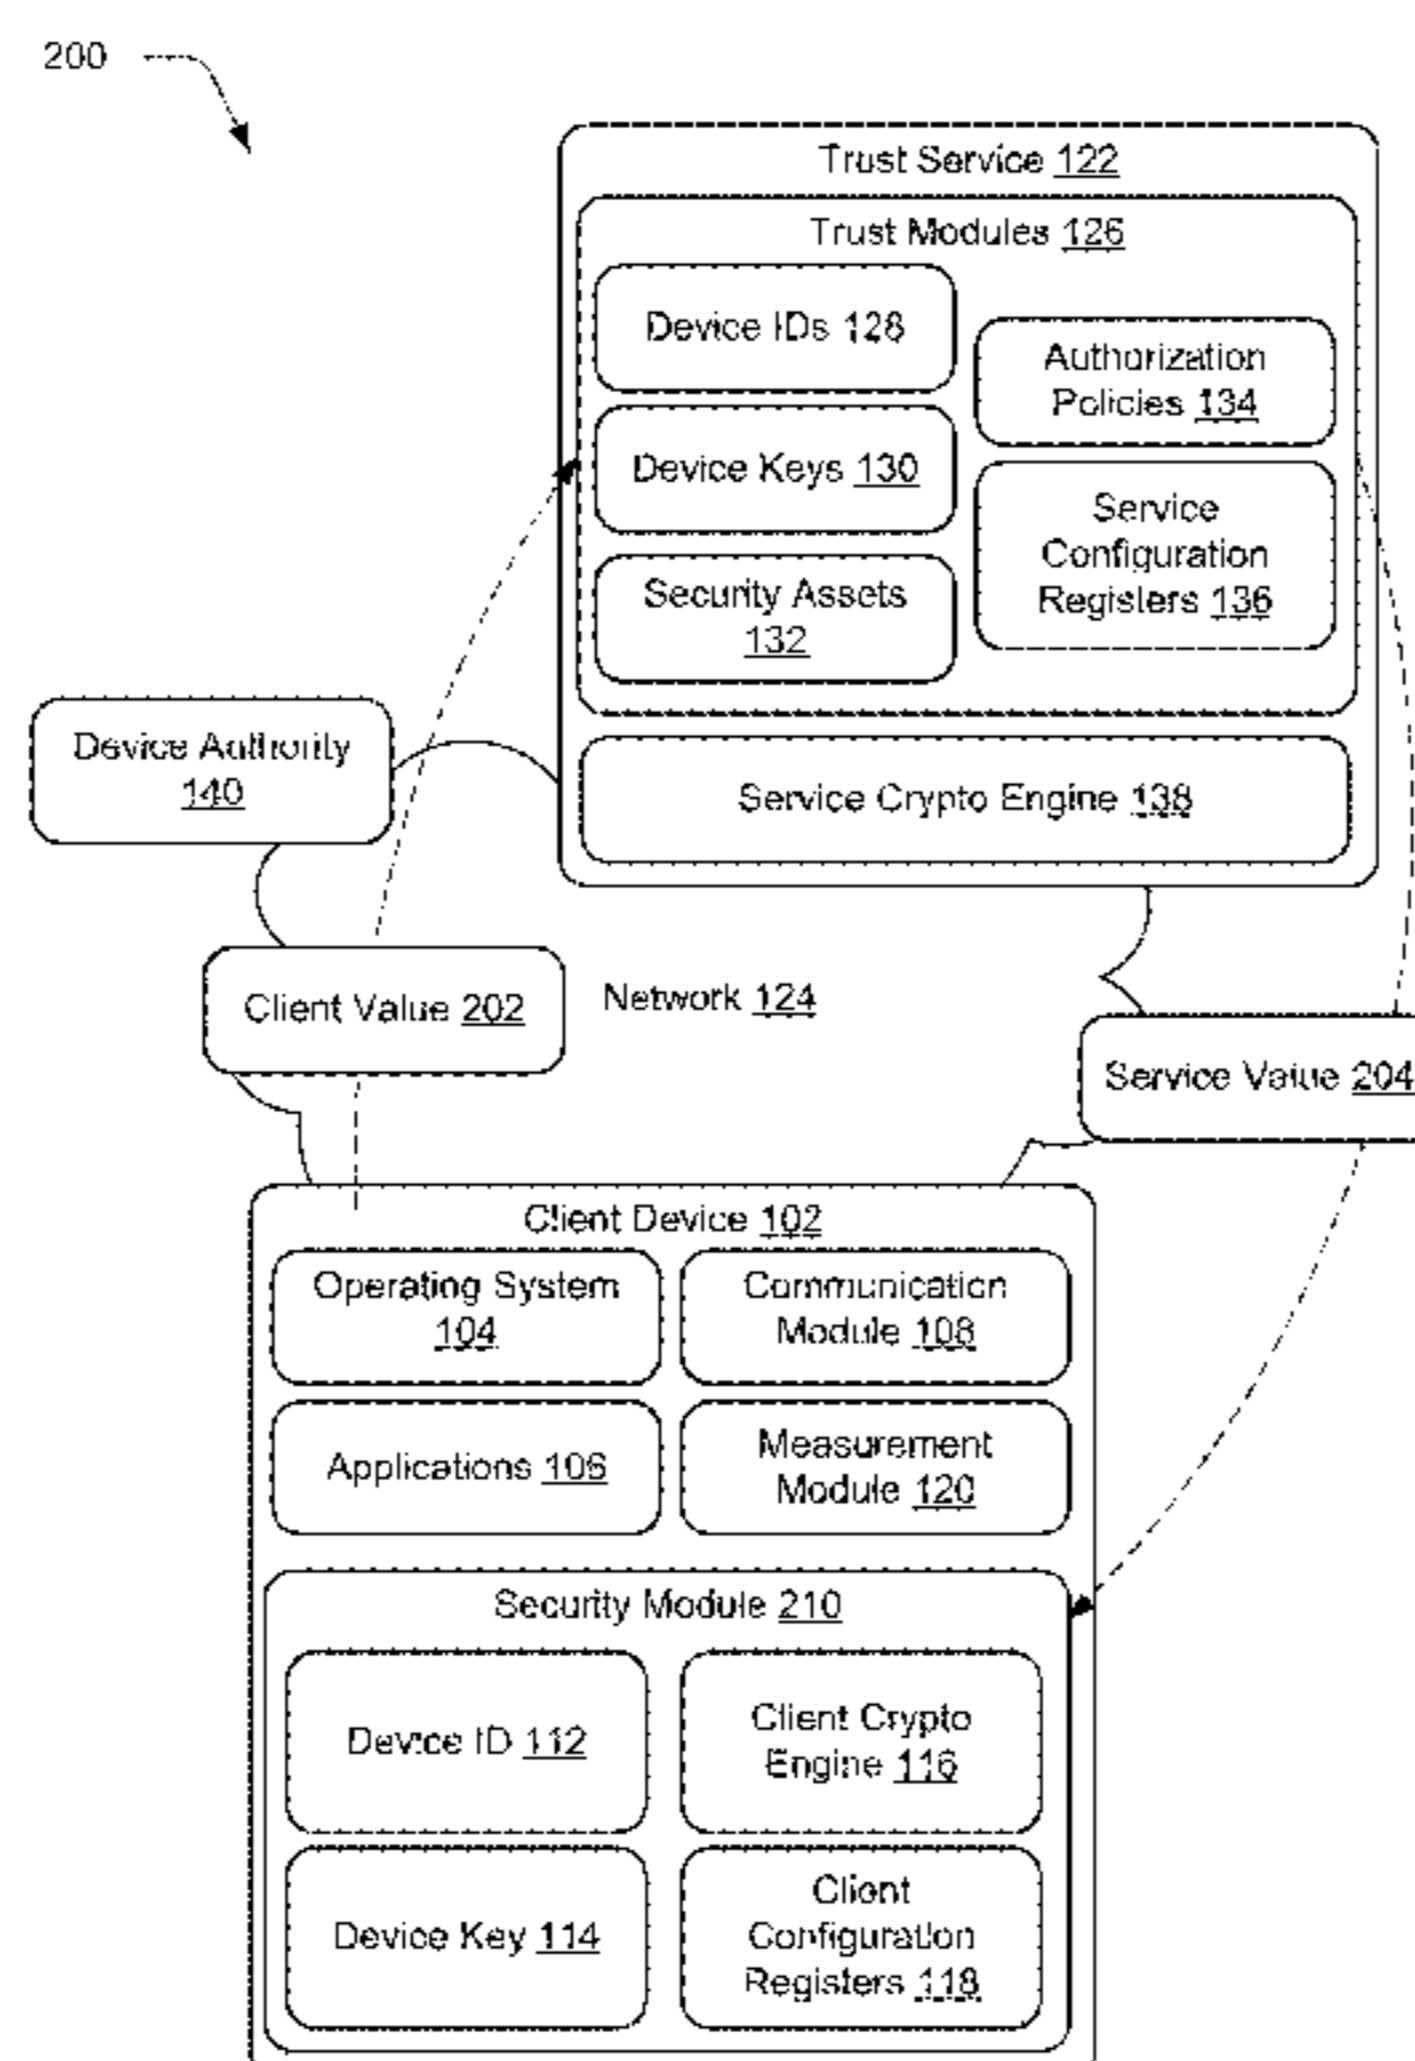 200
Trust Service 122
Trust Modules 126
Device IDs 128
Authorization
Policies 134
Device Keys 130
Service
Configuration
Registers 136
Security Assets
132
Device Authority
140
Service Crypto Engine 138
Client Value 202
Network 124
Service Value 204
Client Device 102
Operating System
104
Communication
Module 108
Applications 106
Measurement
Module 120
Security Module 210
Device ID 112
Client Crypto
Engine 116
Device Key 114
Client
Configuration
Registers 118